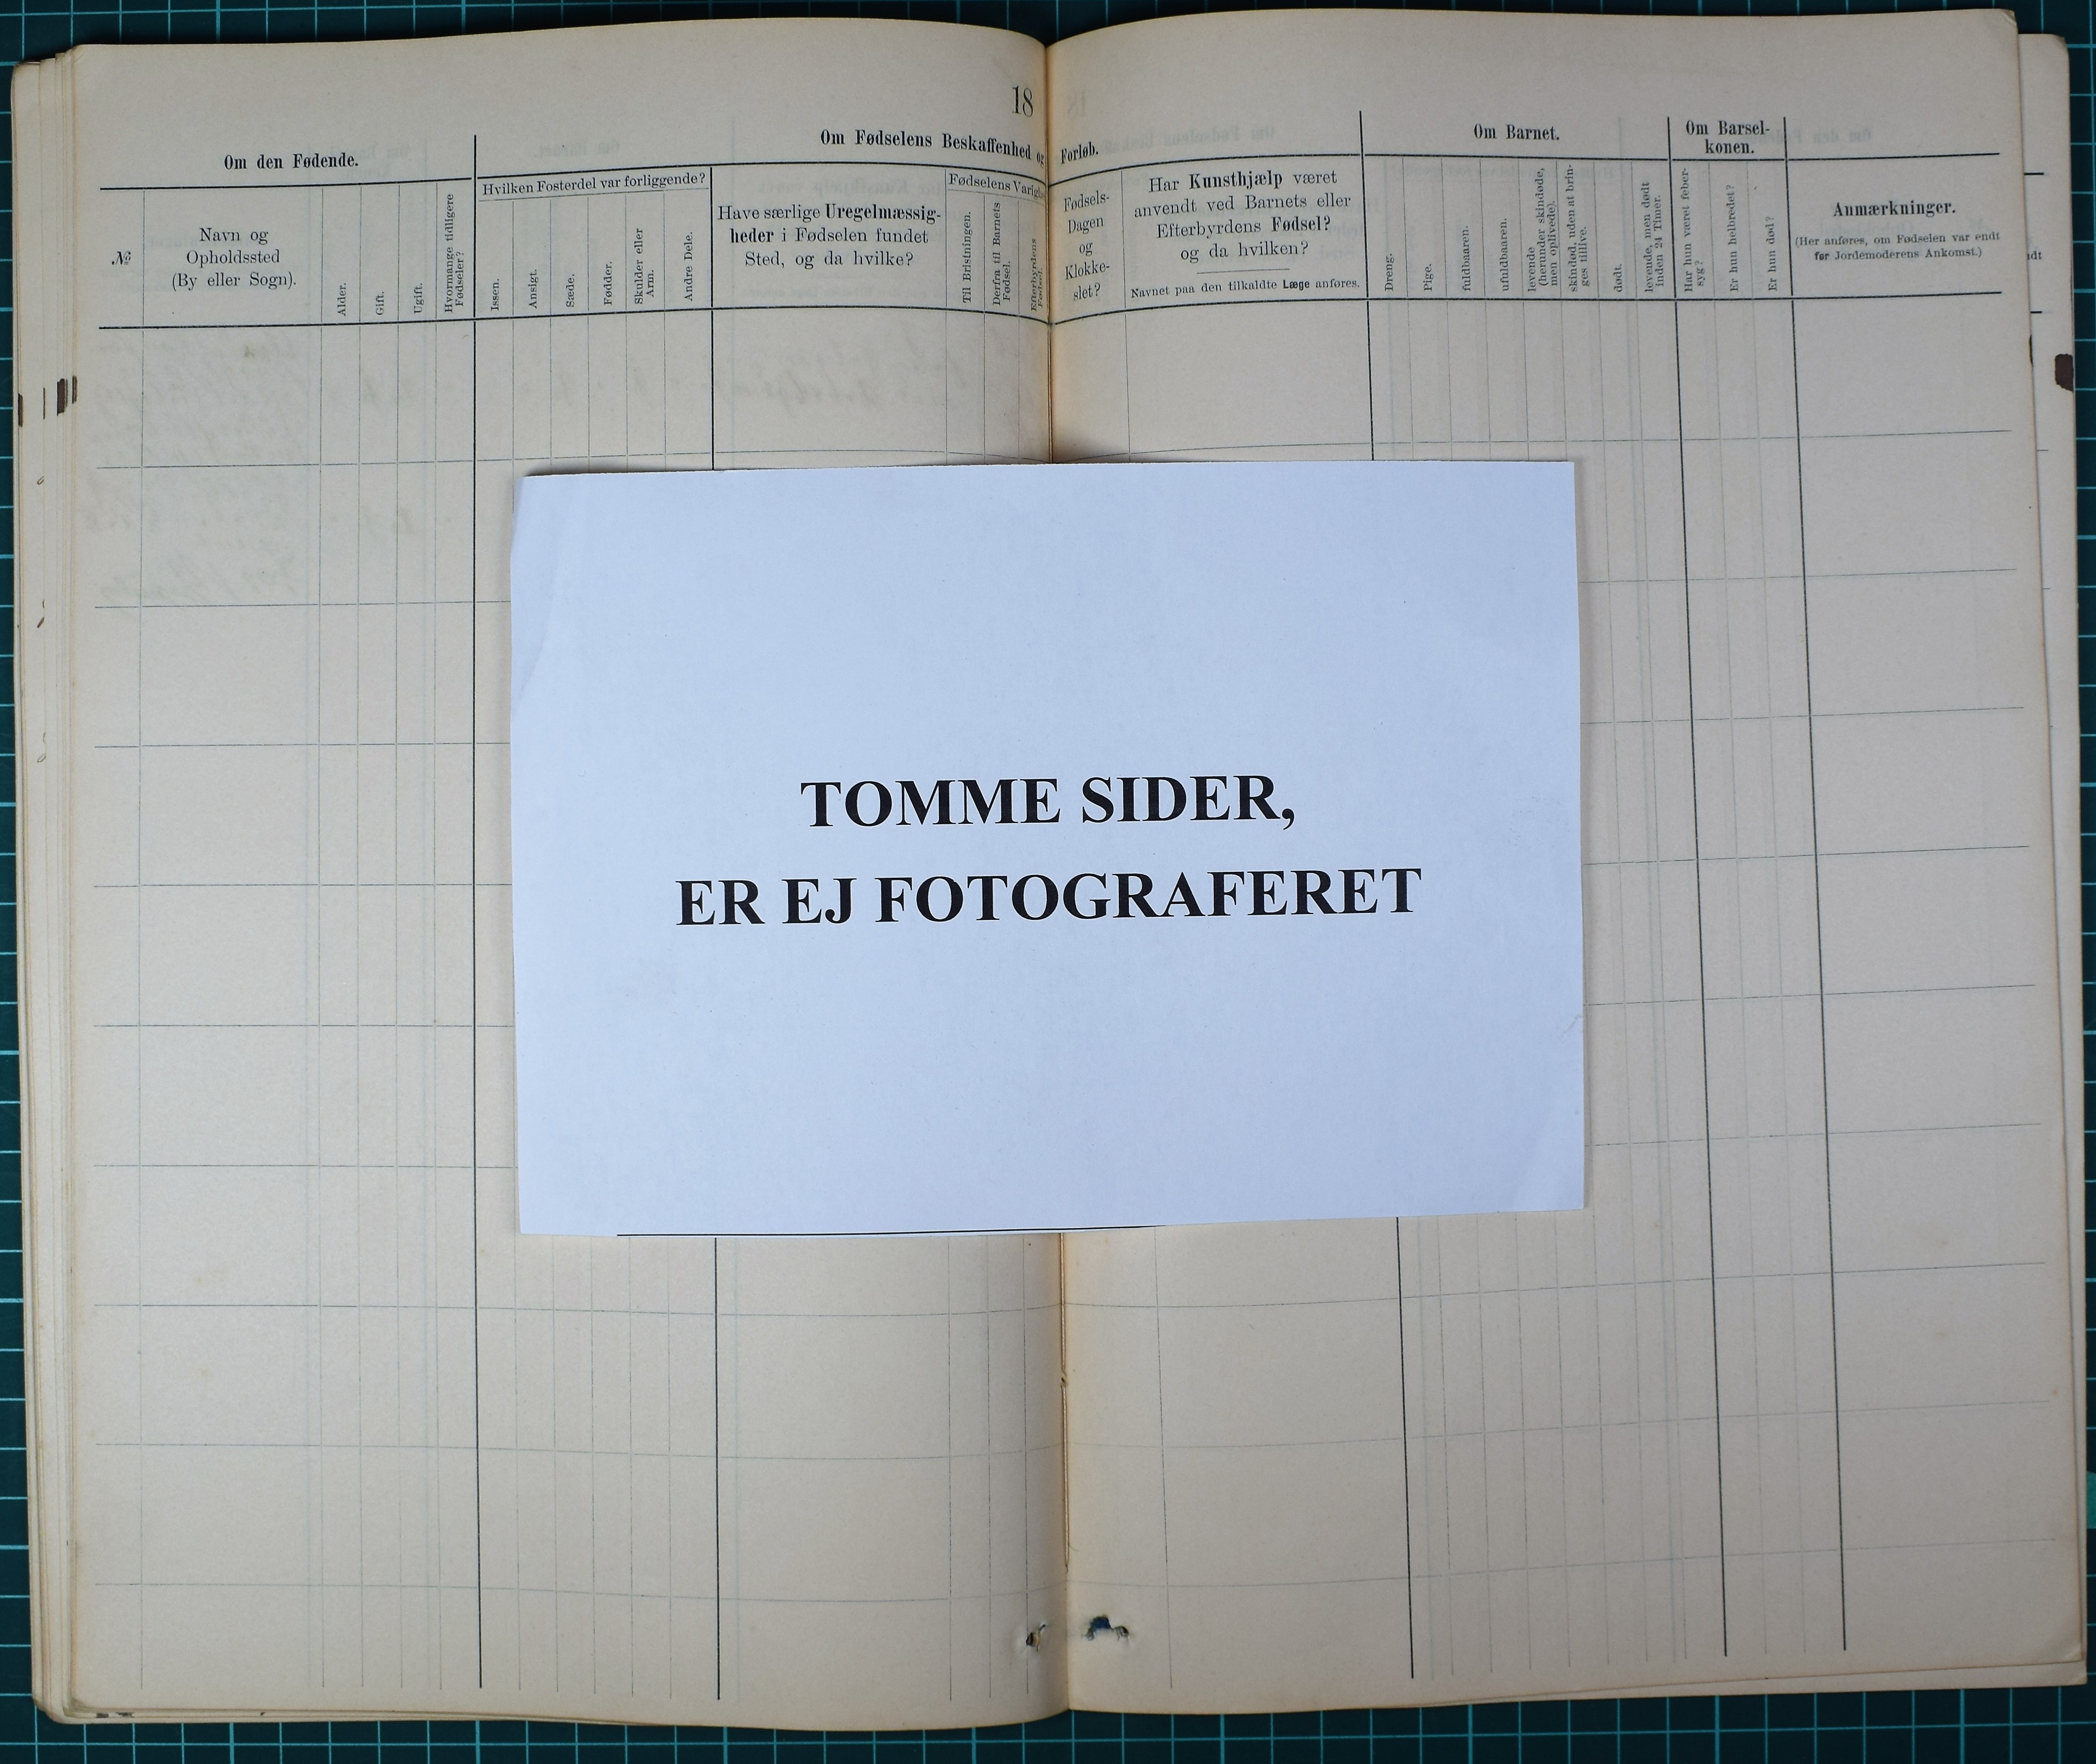 18
Om den Fødende.
Om Fødselens Beskaffenhed og
Forløb.
Om Barnet.
Om Barsel-
konen.
№
Navn og
Opholdssted
(By eller Sogn).
Alder.
Gift.
Ugift.
Hvormange tidligere
Fødseler?
Hvilken Fosterdel var forliggende?
Issen.
Ansigt.
Sæde.
Fødder.
Skulder eller
Arm.
Andre Dele.
Have særlige Uregelmæssig-
heder i Fødselen fundet
Sted, og da hvilke?
Fødselens
Til Bristningen.
Derfra til Barnets
Fødsel.
Efterbyrdens
Fødsel.
Fødsels-
Dagen
og
Klokke-
slet?
Har Kunsthjælp været
anvendt ved Barnets eller
Efterbyrdens Fødsel?
og da hvilken?
Navnet paa den tilkaldte Læge anføres.
Dreng.
Pige.
fuldbaaren.
ufuldbaaren.
levende
(herunder skindøde,
men oplivede).
skindød, uden at brin-
ges tillive.
dødt.
levende, men dødt
inden 24 Timer.
Har hun været feber-
syg?
Er hun helbredet?
Er hun død?
Anmærkninger.
(Her anføres, om Fødselen var endt
før Jordemoderens Ankomst.)
TOMME SIDER,
ER EJ FOTOGRAFERET